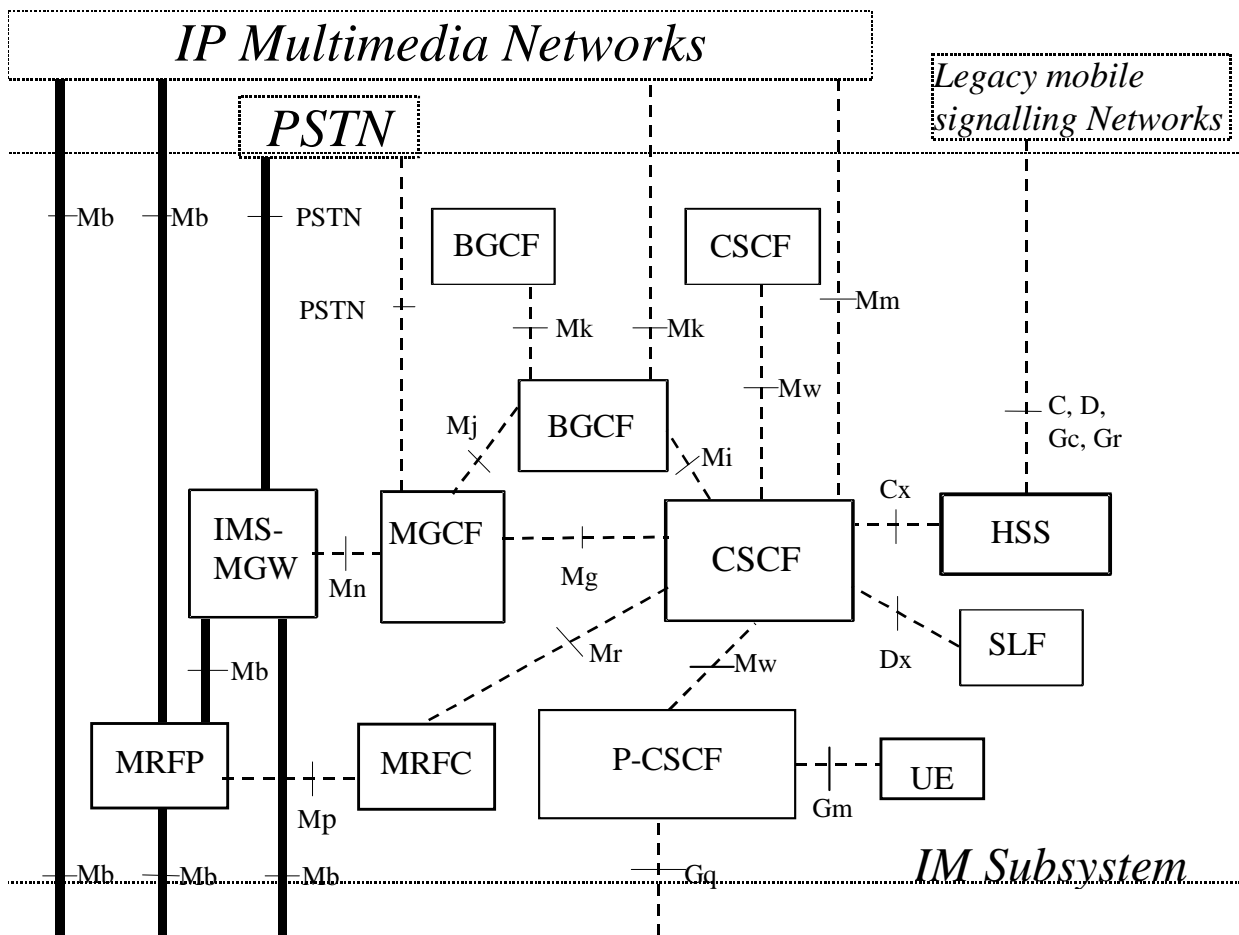 IP Multimedia Networks
Legacy mobile
signalling Networks
PSTN
Mb
Mb
PSTN
BGCF
CSCF
PSTN
Mm
Mk
Mk
Mw
C, D,
Gc, Gr
Mj
BGCF
Mi
Cx
IMS-
MGW
MGCF
CSCF
HSS
Mn
Mg
Mr
Mw
Dx
SLF
Mb
MRFP
MRFC
P-CSCF
UE
Mp
Gm
Mb
Mb
Mb
Gq
IM Subsystem